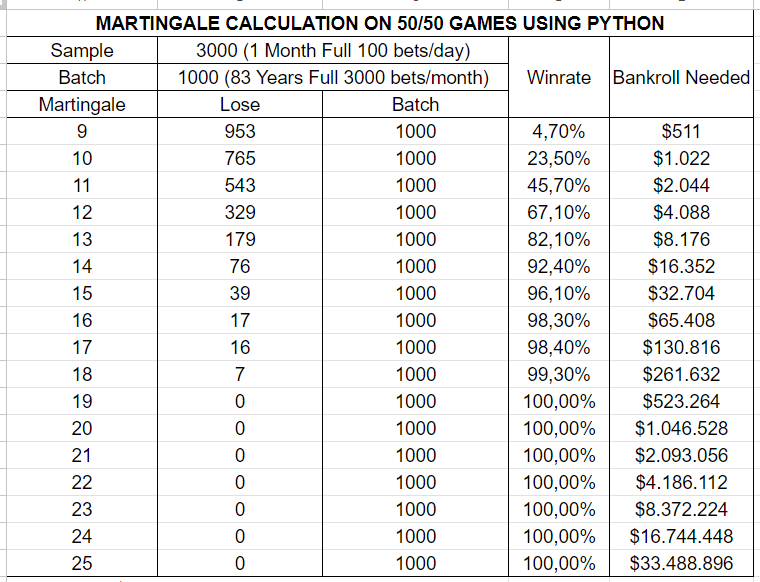 MARTINGALE CALCULATION ON 50/50 GAMES USING PYTHON
Sample 3000 (1 Month Full 100 bets/day)
Batch 1000 (83 Years Full 3000 bets/month) Winrate Bankroll Needed
Martingale Lose Batch
9 953 1000 4,70% $511
10 765 1000 23,50% $1.022
11 543 1000 45,70% $2.044
12 329 1000 67,10% $4.088
13 179 1000 82,10% $8.176
14 76 1000 92,40% $16.352
15 39 1000 96,10% $32.704
16 17 1000 98,30% $65.408
17 16 1000 98,40% $130.816
18 7 1000 99,30% $261.632
19 0 1000 100,00% $523.264
20 0 1000 100,00% $1.046.528
21 0 1000 100,00% $2.093.056
22 0 1000 100,00% $4.186.112
23 0 1000 100,00% $8.372.224
24 0 1000 100,00% $16.744.448
25 0 1000 100,00% $33.488.896